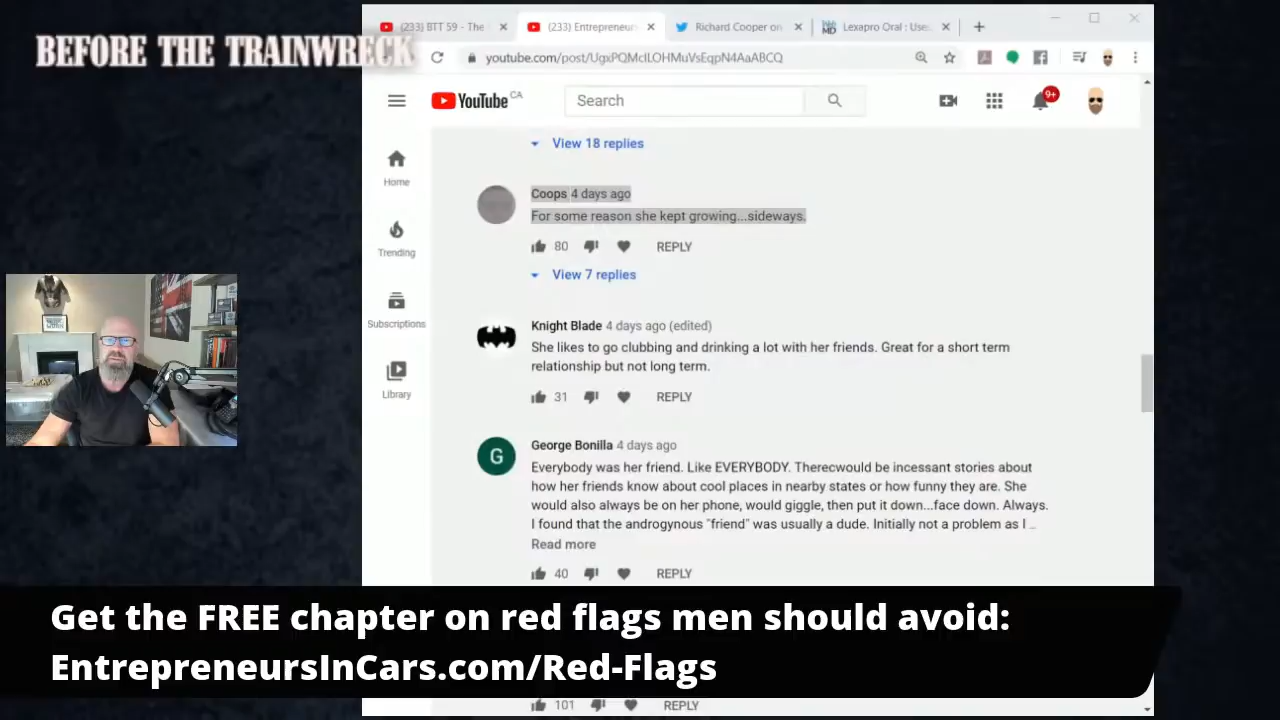 BEFORE THE TRAINWRECK
(233) BTT 59 - The
(233) Entrepreneur
Richard Cooper on
Lexapro Oral : Use
youtube.com/post/UgxPQMcILOHMuVsEqpN4AaABCQ
YouTube CA
Search
9+
Home
Trending
Subscriptions
Library
View 18 replies
Coops 4 days ago
For some reason she kept growing...sideways.
80 REPLY
View 7 replies
Knight Blade 4 days ago (edited)
She likes to go clubbing and drinking a lot with her friends. Great for a short term
relationship but not long term.
31 REPLY
G
George Bonilla 4 days ago
Everybody was her friend. Like EVERYBODY. Therecwould be incessant stories about
how her friends know about cool places in nearby states or how funny they are. She
would also always be on her phone, would giggle, then put it down...face down. Always.
I found that the androgynous "friend" was usually a dude. Initially not a problem as I ...
Read more
40 REPLY
Get the FREE chapter on red flags men should avoid:
EntrepreneursInCars.com/Red-Flags
101 REPLY